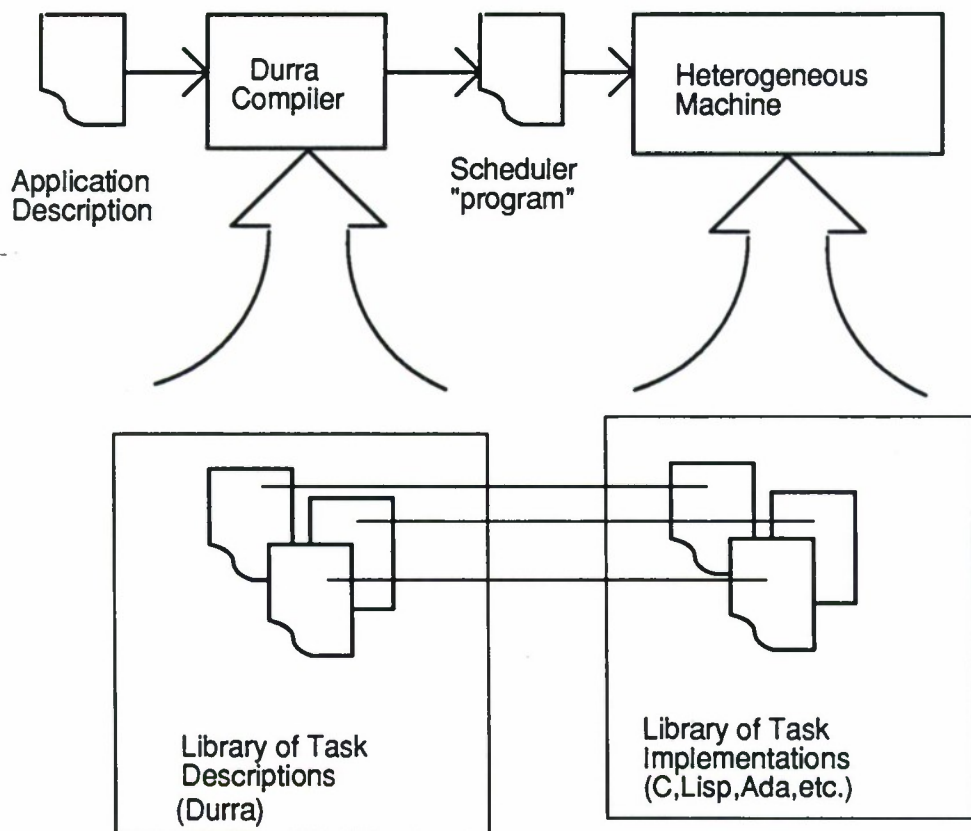 Durra
Compiler
Heterogeneous
Machine
Application
Description
Scheduler
"program"
Library of Task
Descriptions
(Durra)
Library of Task
Implementations
(C,Lisp,Ada,etc.)